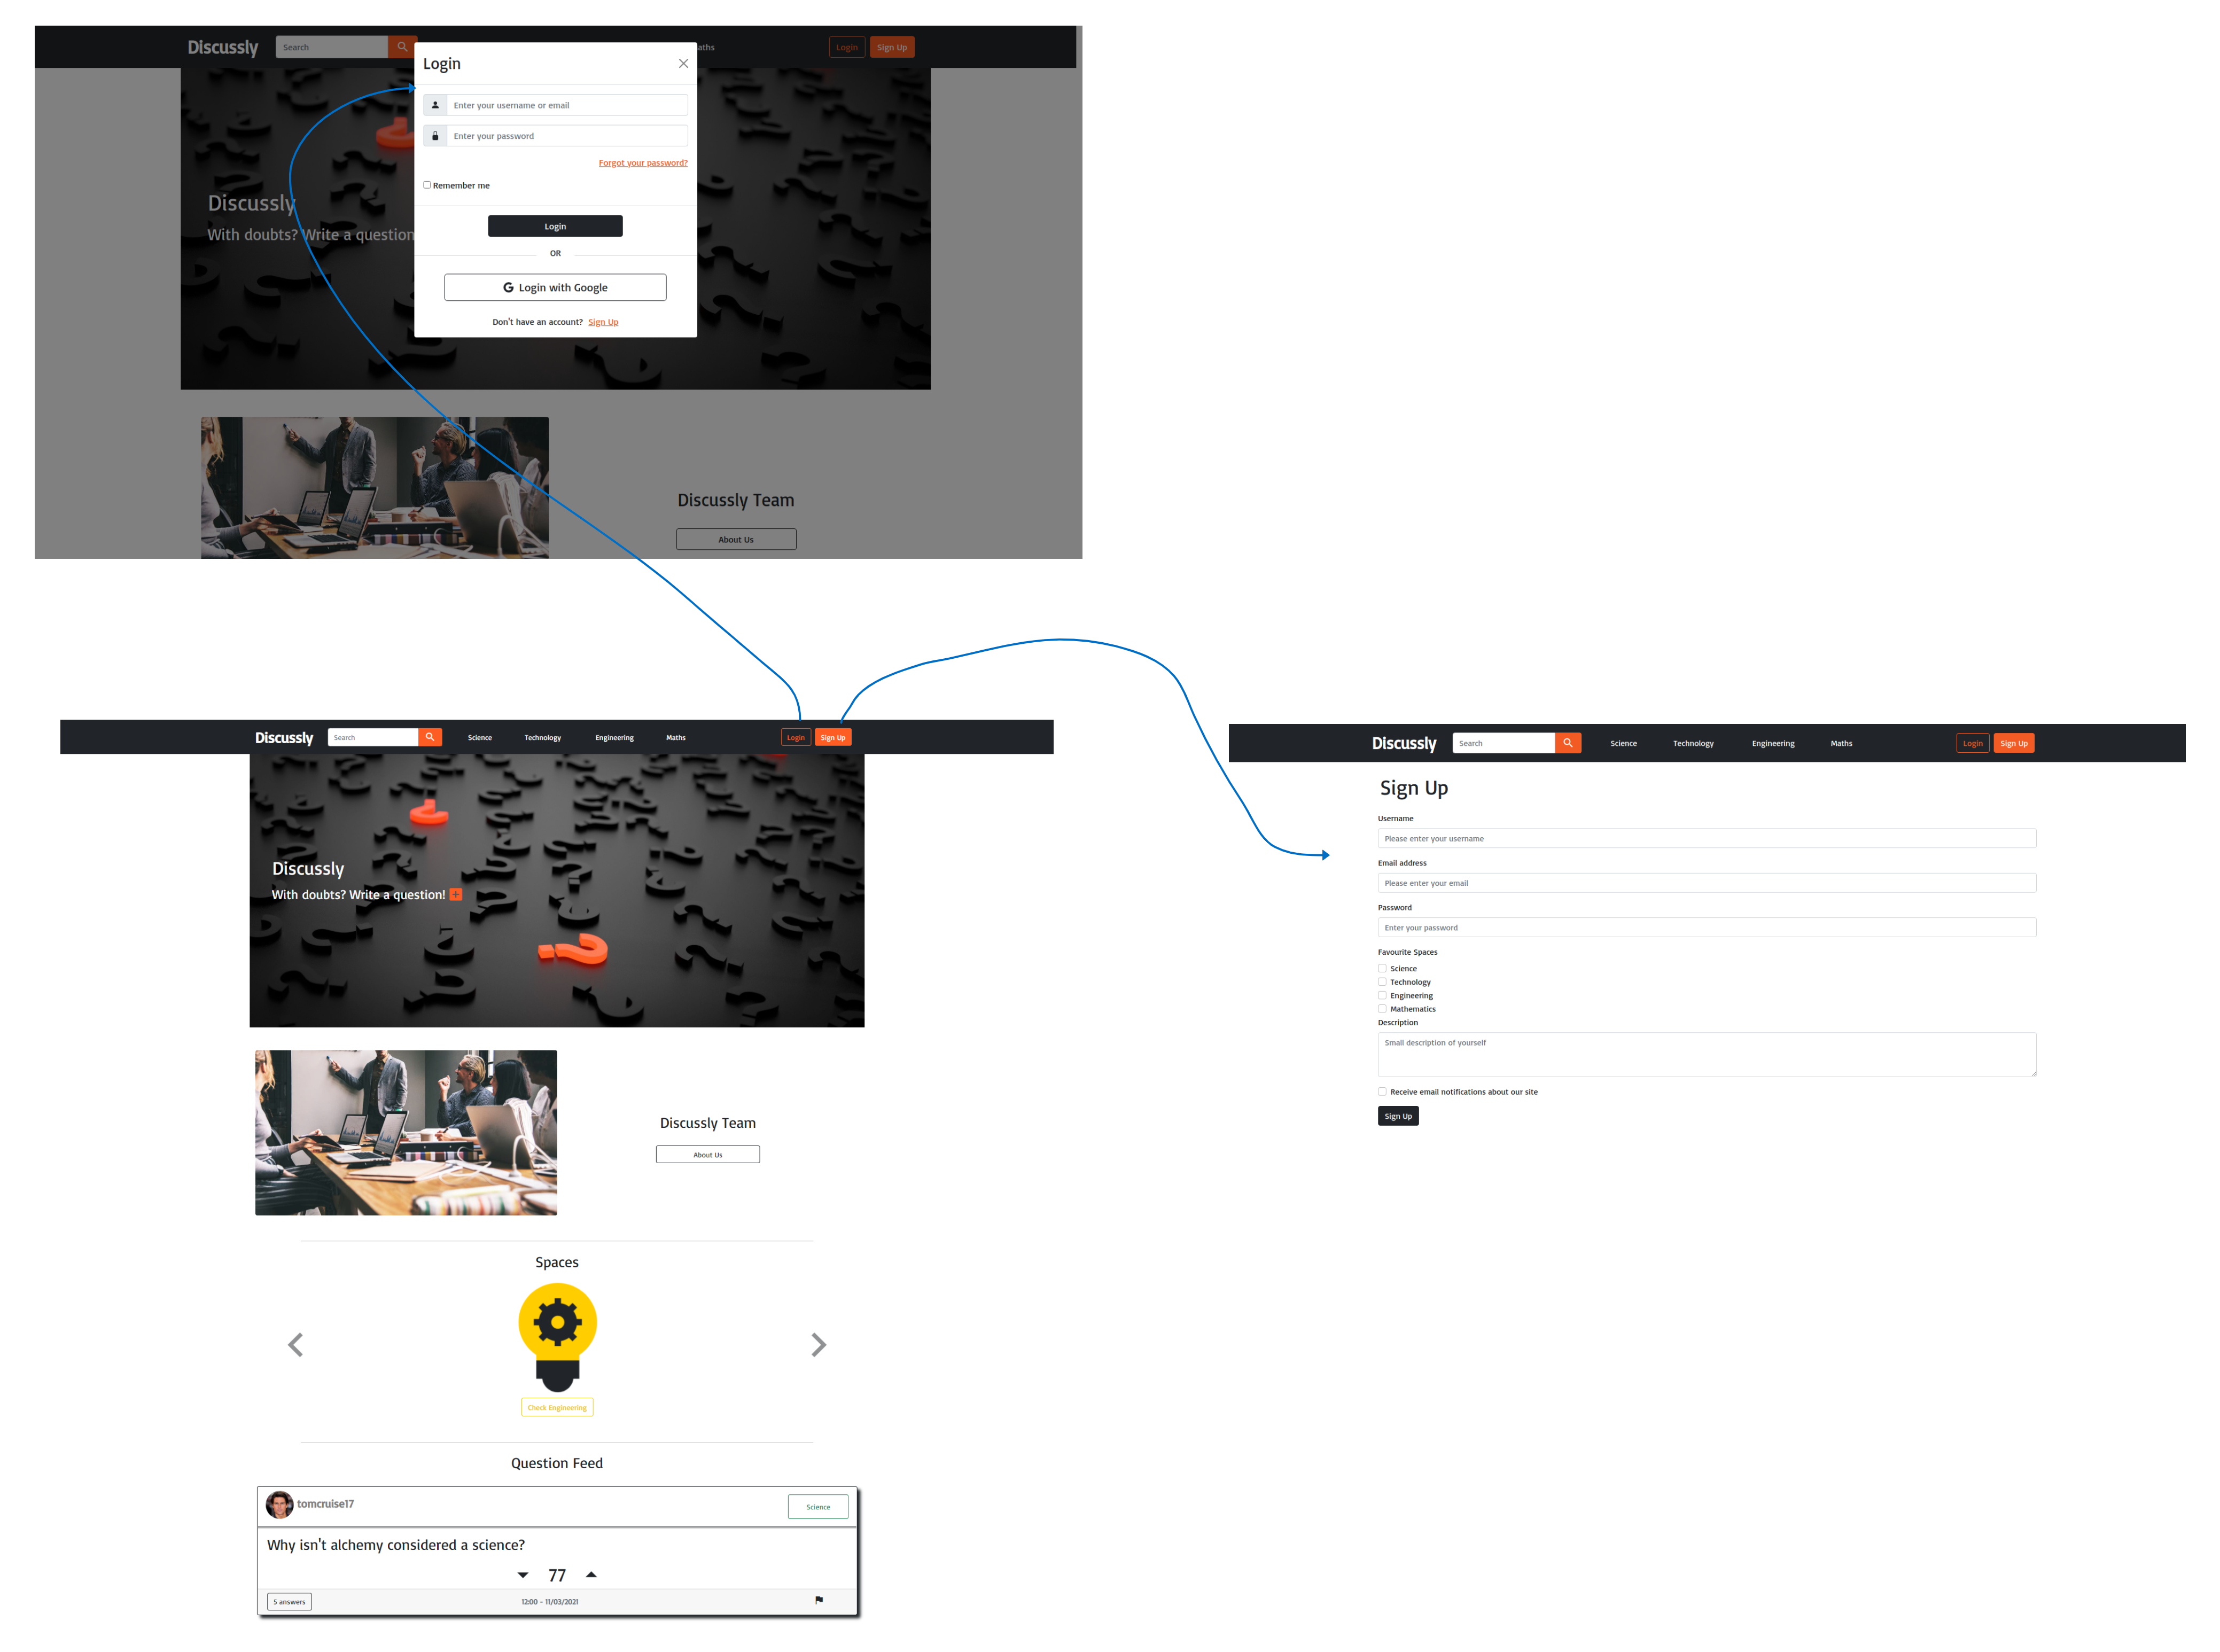 Discussly Search aths Login Sign Up
Login
Enter your username or email
Enter your password
Forgot your password?
Remember me
Login
OR
Login with Google
Don't have an account? Sign Up
Discussly
With doubts? Write a question
Discussly Team
About Us
Discussly Search Science Technology Engineering Maths Login Sign Up
Discussly
With doubts? Write a question!
Discussly Team
About Us
Spaces
Check Engineering
Question Feed
tomcruise17 Science
Why isn't alchemy considered a science?
77
5 answers 12:00 - 11/03/2021
Discussly Search Science Technology Engineering Maths Login Sign Up
Sign Up
Username
Please enter your username
Email address
Please enter your email
Password
Enter your password
Favourite Spaces
Science
Technology
Engineering
Mathematics
Description
Small description of yourself
Receive email notifications about our site
Sign Up